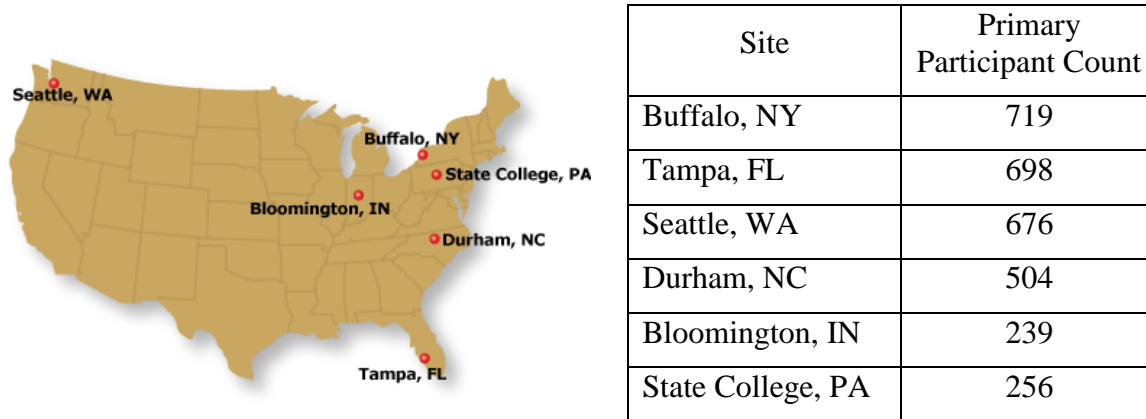 Seattle, WA
Buffalo, NY
State College, PA
Bloomington, IN
Durham, NC
Tampa, FL
Site
Primary
Participant Count
Buffalo, NY 719
Tampa, FL 698
Seattle, WA 676
Durham, NC 504
Bloomington, IN 239
State College, PA 256